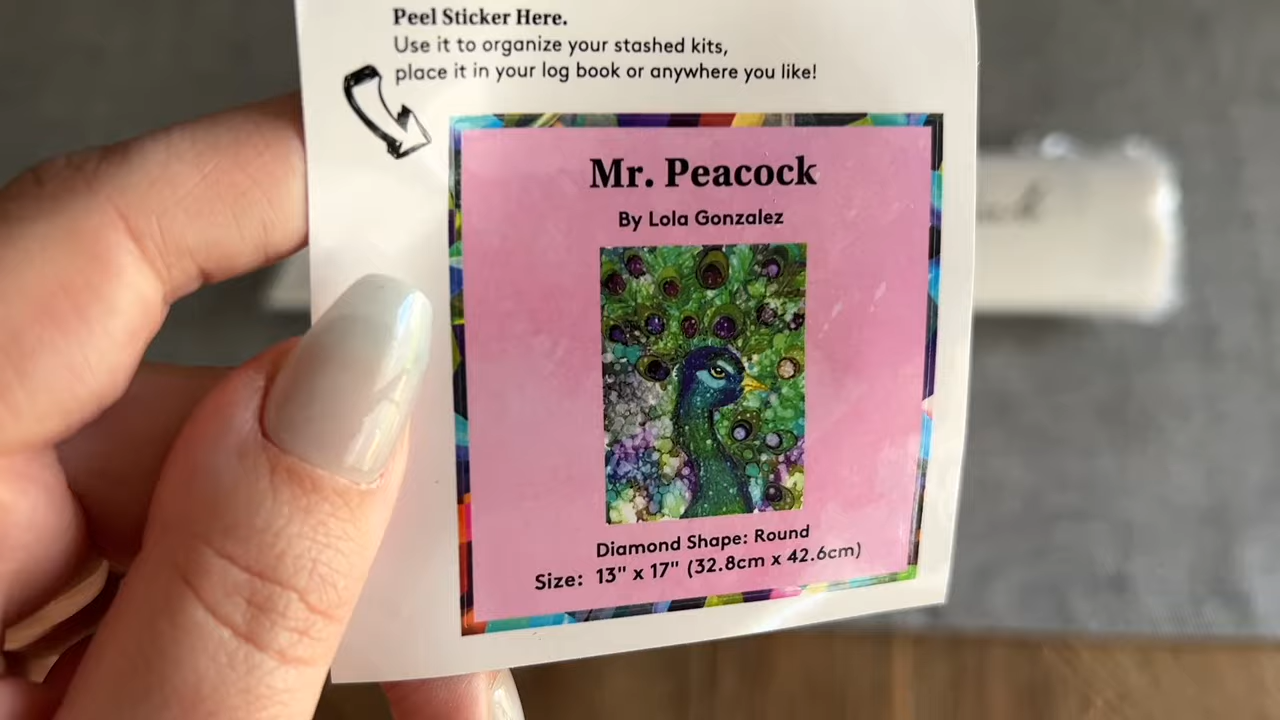 Peel Sticker Here.
Use it to organize your stashed kits,
place it in your log book or anywhere you like!
Mr. Peacock
By Lola Gonzalez
Diamond Shape: Round
Size: 13" x 17" (32.8cm x 42.6cm)